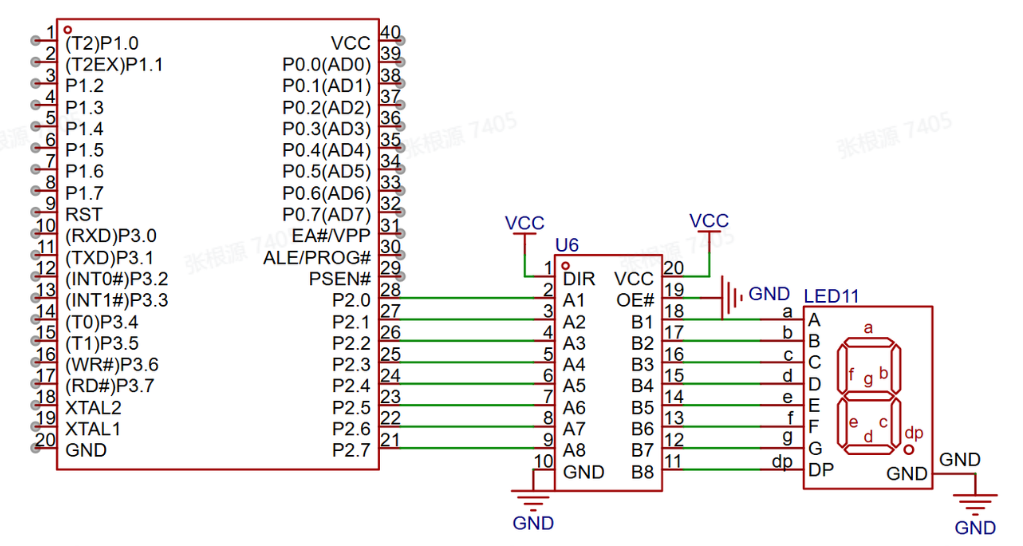 1 (T2)P1.0 VCC 40
2 (T2EX)P1.1 P0.0(AD0) 39
3 P1.2 P0.1(AD1) 38
4 P1.3 P0.2(AD2) 37
5 P1.4 P0.3(AD3) 36
6 P1.5 P0.4(AD4) 35
7 P1.6 P0.5(AD5) 34
8 P1.7 P0.6(AD6) 33
9 RST P0.7(AD7) 32
10 (RXD)P3.0 EA#/VPP 31
11 (TXD)P3.1 ALE/PROG# 30
12 (INT0#)P3.2 PSEN# 29
13 (INT1#)P3.3 P2.0 28
14 (T0)P3.4 P2.1 27
15 (T1)P3.5 P2.2 26
16 (WR#)P3.6 P2.3 25
17 (RD#)P3.7 P2.4 24
18 XTAL2 P2.5 23
19 XTAL1 P2.6 22
20 GND P2.7 21
VCC VCC
U6
1 DIR VCC 20
2 A1 OE# 19 GND
3 A2 B1 18
4 A3 B2 17
5 A4 B3 16
6 A5 B4 15
7 A6 B5 14
8 A7 B6 13
9 A8 B7 12
10 GND B8 11
GND
LED11
a A
b B
c C
d D
e E
f F
g G
dp DP
a
f g b
e d c
dp
GND GND
GND
张根源 7405
张根源 7405
张根源 7405